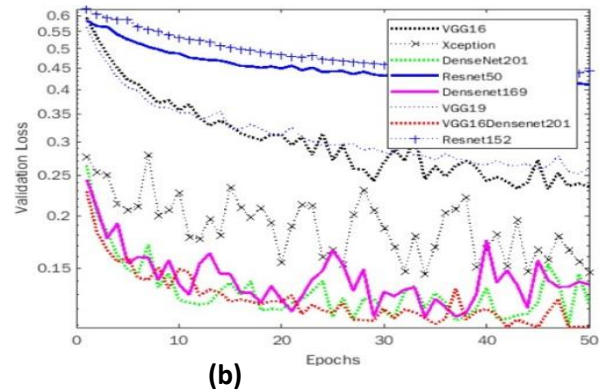 0.6
0.55
0.5
0.45
0.4
0.35
0.3
0.25
0.2
0.15
Validation Loss
VGG16
Xception
DenseNet201
Resnet50
Densenet169
VGG19
VGG16Densenet201
Resnet152
0 10 20 30 40 50
Epochs
(b)